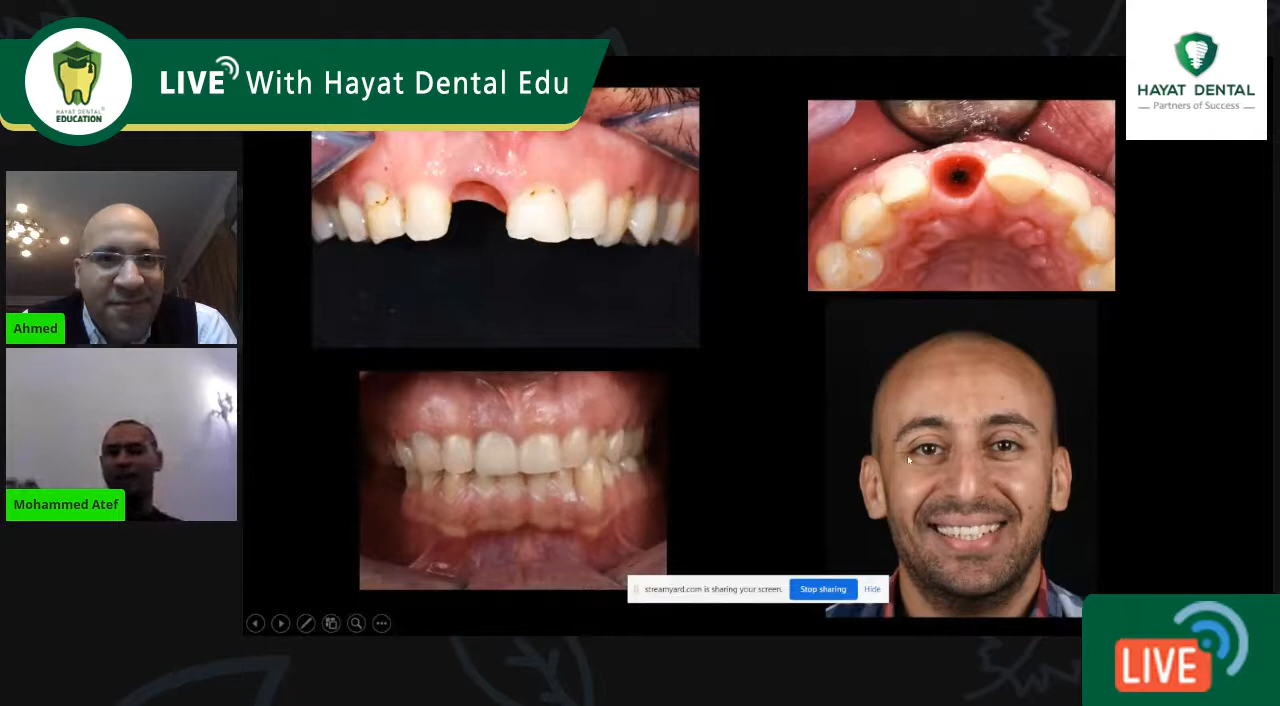 LIVE With Hayat Dental Edu
HAYAT DENTAL
EDUCATION
HAYAT DENTAL
Partners of Success
Ahmed
Mohammed Atef
streamyard.com is sharing your screen.
Stop sharing
Hide
LIVE